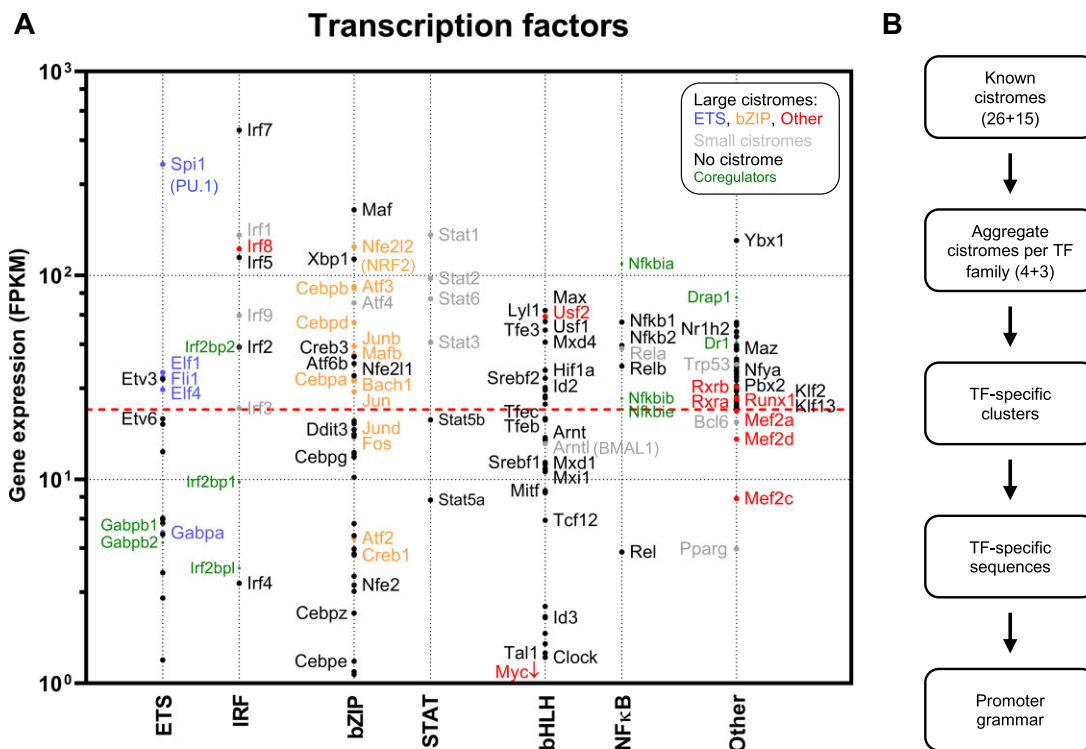 A
Transcription factors
B
Gene expression (FPKM)
10³
10²
10¹
10⁰
Large cistromes:
ETS, bZIP, Other
Small cistromes
No cistrome
Coregulators
Spi1
(PU.1)
Elf1
Etv3
Fli1
Elf4
Etv6
Gabpb1
Gabpa
Gabpb2
Irf7
Irf1
Irf8
Irf5
Irf9
Irf2bp2
Irf2
Irf3
Irf2bp1
Irf2bpl
Irf4
Maf
Nfe2l2
Xbp1
(NRF2)
Cebpb
Atf3
Atf4
Cebpd
Junb
Creb3
Mafb
Atf6b
Nfe2l1
Cebpa
Bach1
Jun
Ddit3
Jund
Fos
Cebpg
Atf2
Creb1
Nfe2
Cebpz
Cebpe
Stat1
Stat2
Stat6
Stat3
Stat5b
Stat5a
Max
Lyl1
Usf2
Tfe3
Usf1
Mxd4
Hif1a
Srebf2
Id2
Tfec
Tfeb
Arnt
Arntl (BMAL1)
Srebf1
Mxd1
Mxi1
Mitf
Tcf12
Id3
Tal1
Clock
Myc↓
Nfkbia
Nfkb1
Nfkb2
Rela
Relb
Nfkbib
Nfkbie
Rel
Ybx1
Drap1
Nr1h2
Dr1
Maz
Trp53
Nfya
Rxrb
Pbx2
Klf2
Rxra
Runx1
Klf13
Bcl6
Mef2a
Mef2d
Mef2c
Pparg
ETS
IRF
bZIP
STAT
bHLH
NFκB
Other
Known
cistromes
(26+15)
Aggregate
cistromes per TF
family (4+3)
TF-specific
clusters
TF-specific
sequences
Promoter
grammar